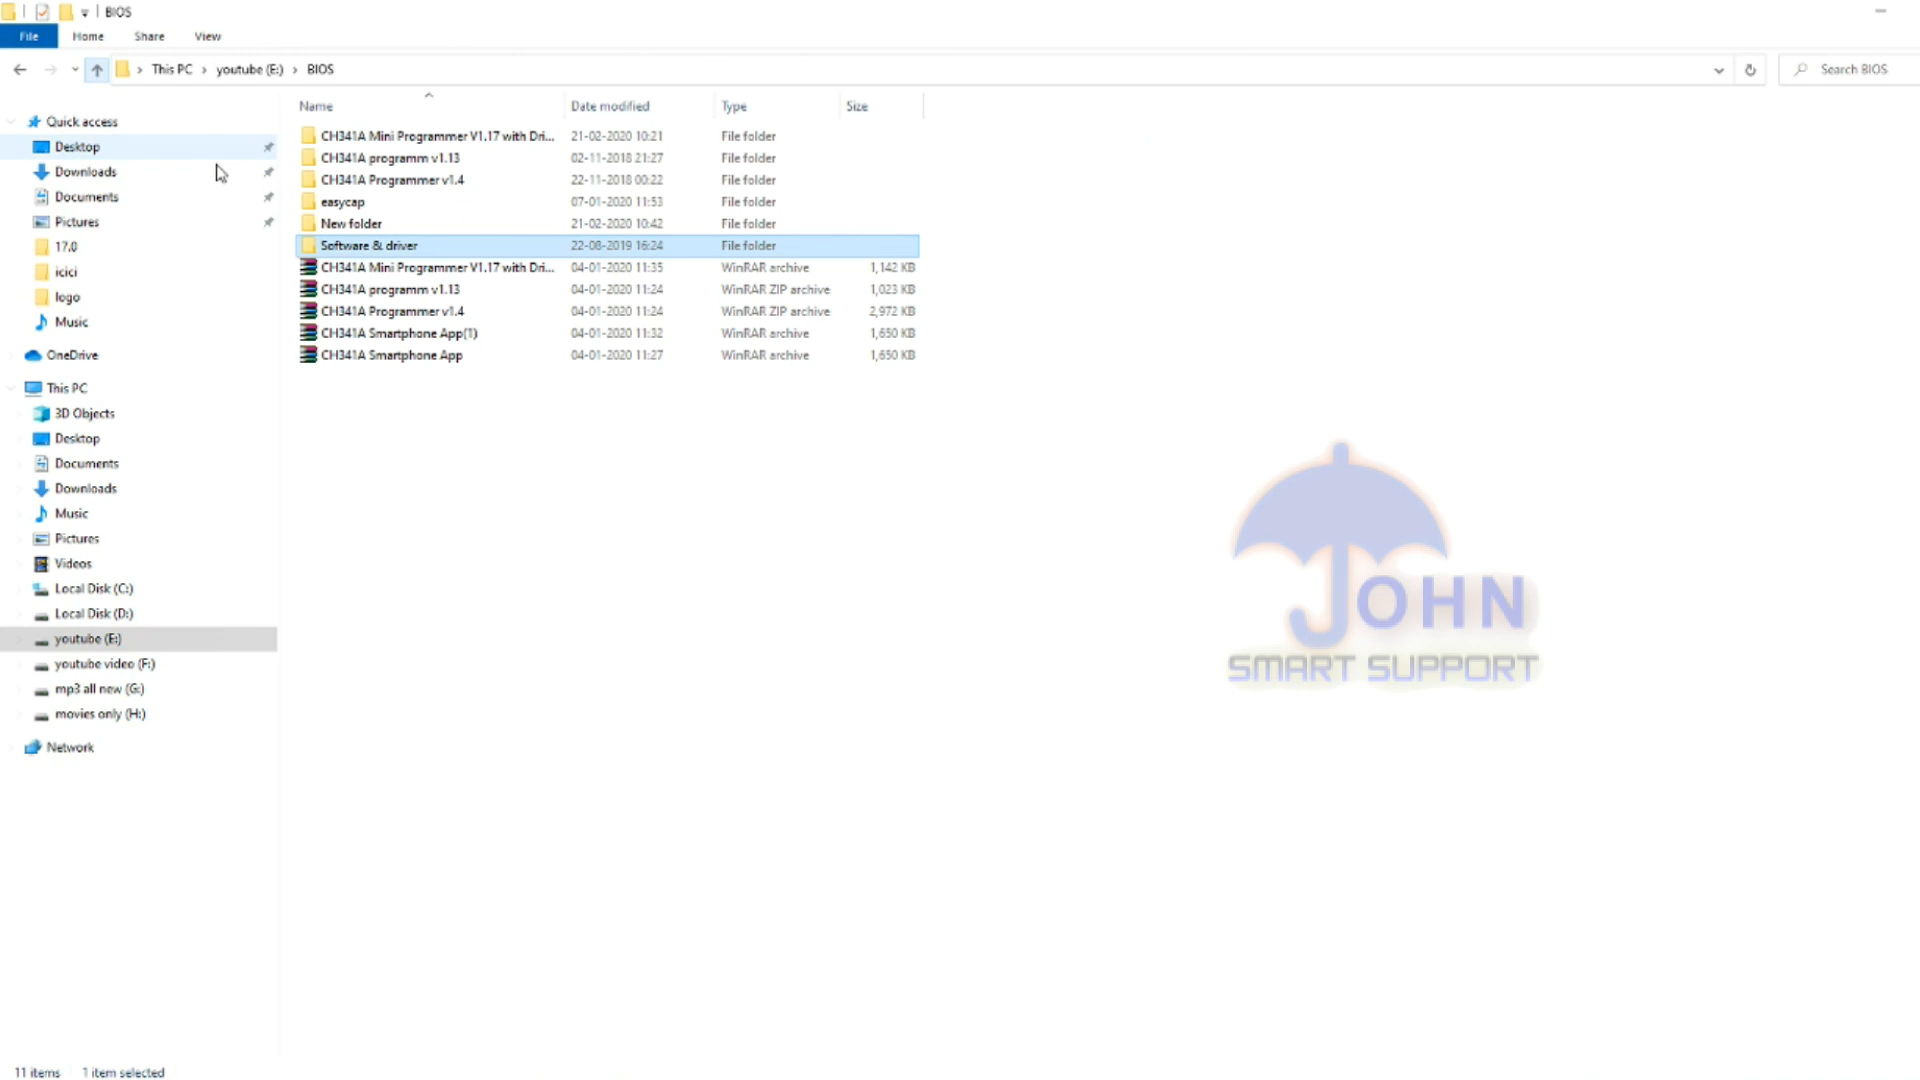 BIOS
File Home Share View
This PC > youtube (E:) > BIOS
Search BIOS
Name Date modified Type Size
Quick access
Desktop
Downloads
Documents
Pictures
17.0
icici
logo
Music
OneDrive
This PC
3D Objects
Desktop
Documents
Downloads
Music
Pictures
Videos
Local Disk (C:)
Local Disk (D:)
youtube (E:)
youtube video (F:)
mp3 all new (G:)
movies only (H:)
Network
CH341A Mini Programmer V1.17 with Dri... 21-02-2020 10:21 File folder
CH341A programm v1.13 02-11-2018 21:27 File folder
CH341A Programmer v1.4 22-11-2018 00:22 File folder
easycap 07-01-2020 11:53 File folder
New folder 21-02-2020 10:42 File folder
Software & driver 22-08-2019 16:24 File folder
CH341A Mini Programmer V1.17 with Dri... 04-01-2020 11:35 WinRAR archive 1,142 KB
CH341A programm v1.13 04-01-2020 11:24 WinRAR ZIP archive 1,023 KB
CH341A Programmer v1.4 04-01-2020 11:24 WinRAR ZIP archive 2,972 KB
CH341A Smartphone App(1) 04-01-2020 11:32 WinRAR archive 1,650 KB
CH341A Smartphone App 04-01-2020 11:27 WinRAR archive 1,650 KB
JOHN
SMART SUPPORT
11 items 1 item selected